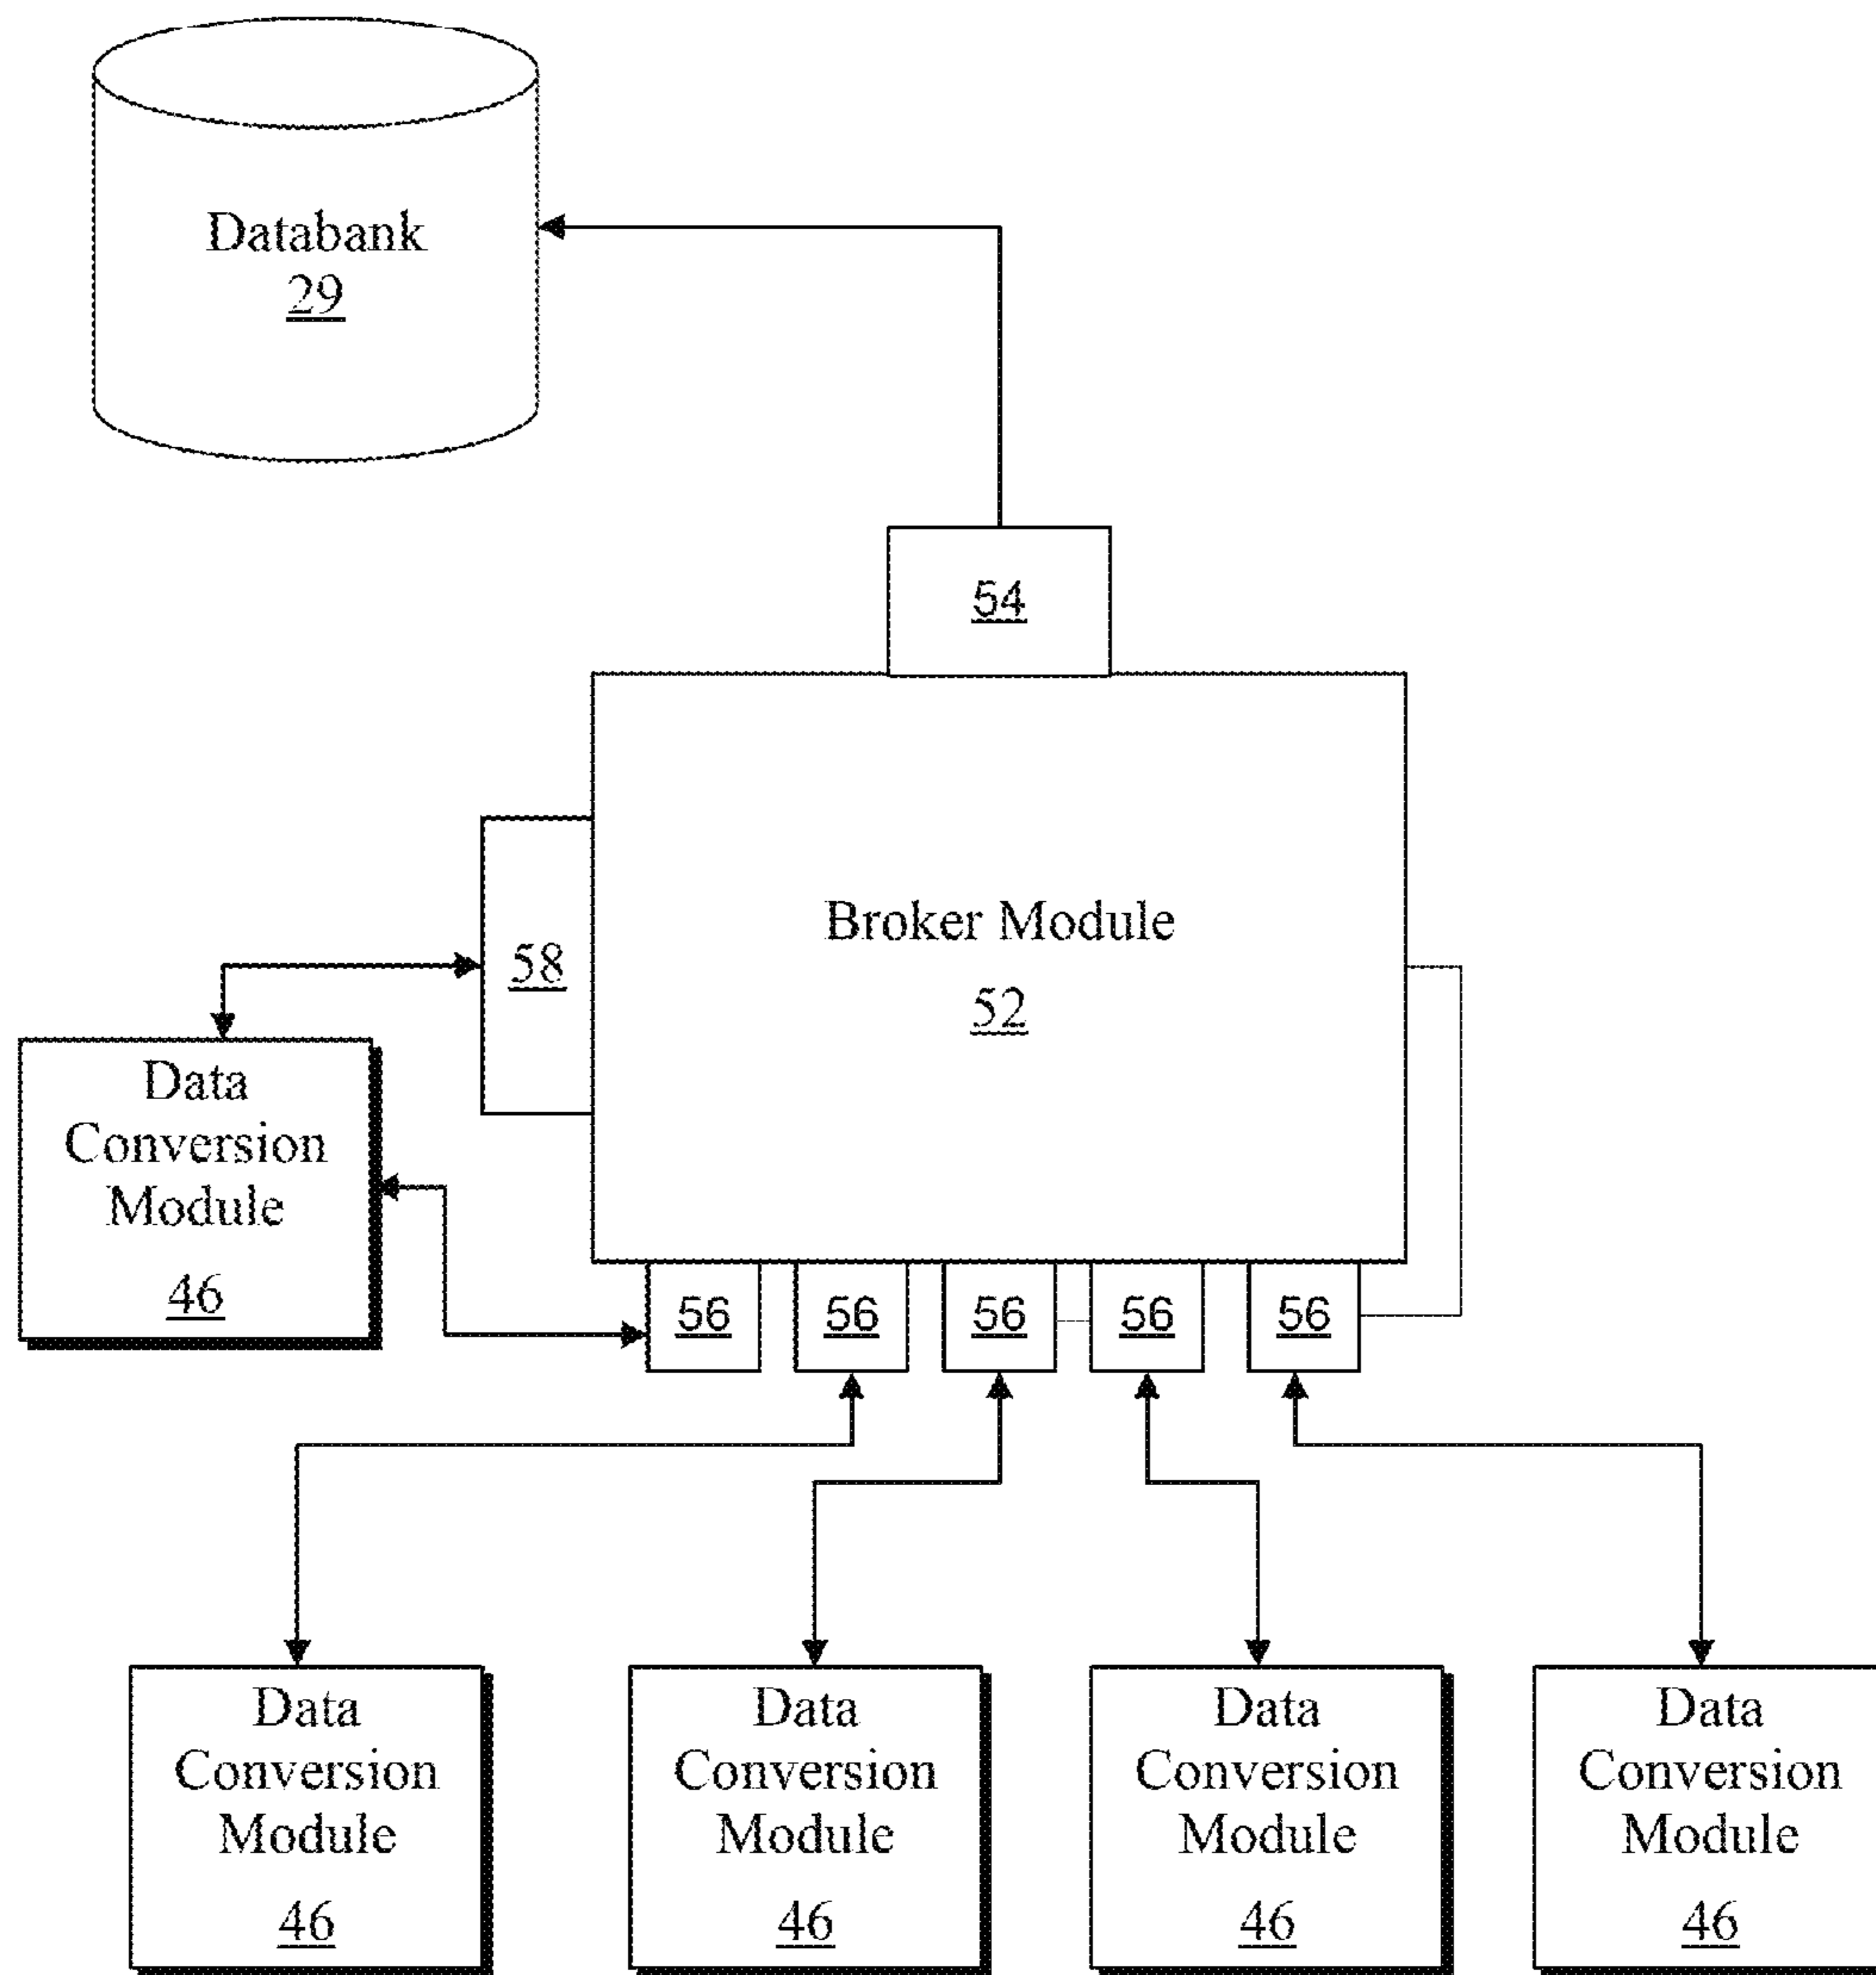 Databank
29
54
Broker Module
52
58
Data
Conversion
Module
46
56 56 56 56 56
Data
Conversion
Module
46
Data
Conversion
Module
46
Data
Conversion
Module
46
Data
Conversion
Module
46